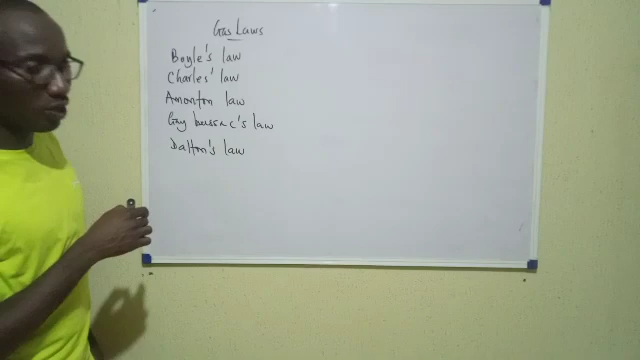 Gas Laws
Boyle's law
Charles' law
Amonton law
Gay Lussac's law
Dalton's law